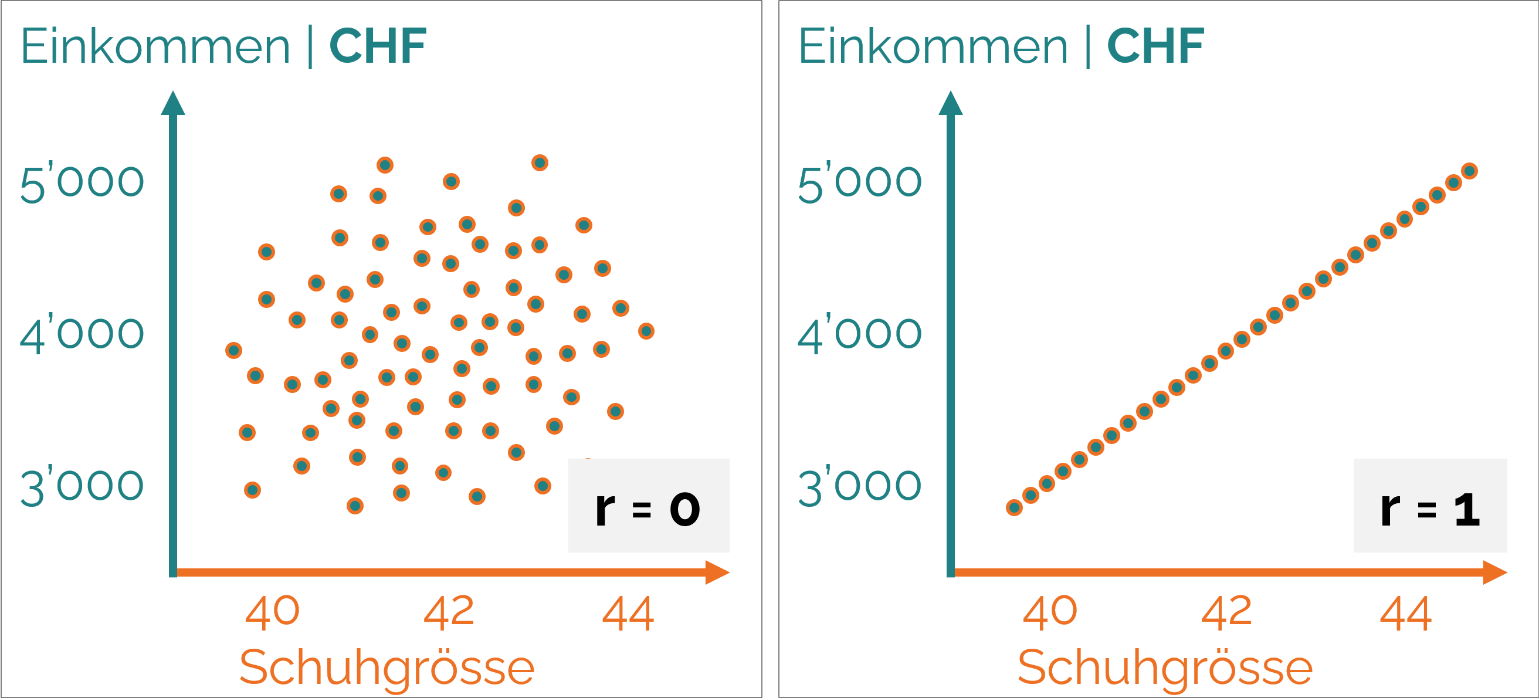 Einkommen | CHF
5’000
4’000
3’000
r = 0
40 42 44
Schuhgrösse
Einkommen | CHF
5’000
4’000
3’000
r = 1
40 42 44
Schuhgrösse